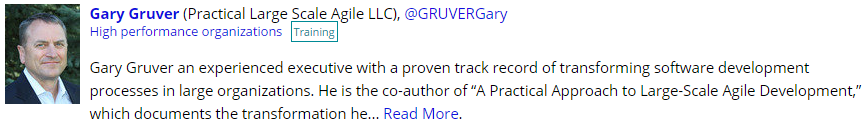 Gary Gruver (Practical Large Scale Agile LLC), @GRUVERGary
High performance organizations Training
Gary Gruver an experienced executive with a proven track record of transforming software development
processes in large organizations. He is the co-author of “A Practical Approach to Large-Scale Agile Development,”
which documents the transformation he... Read More.